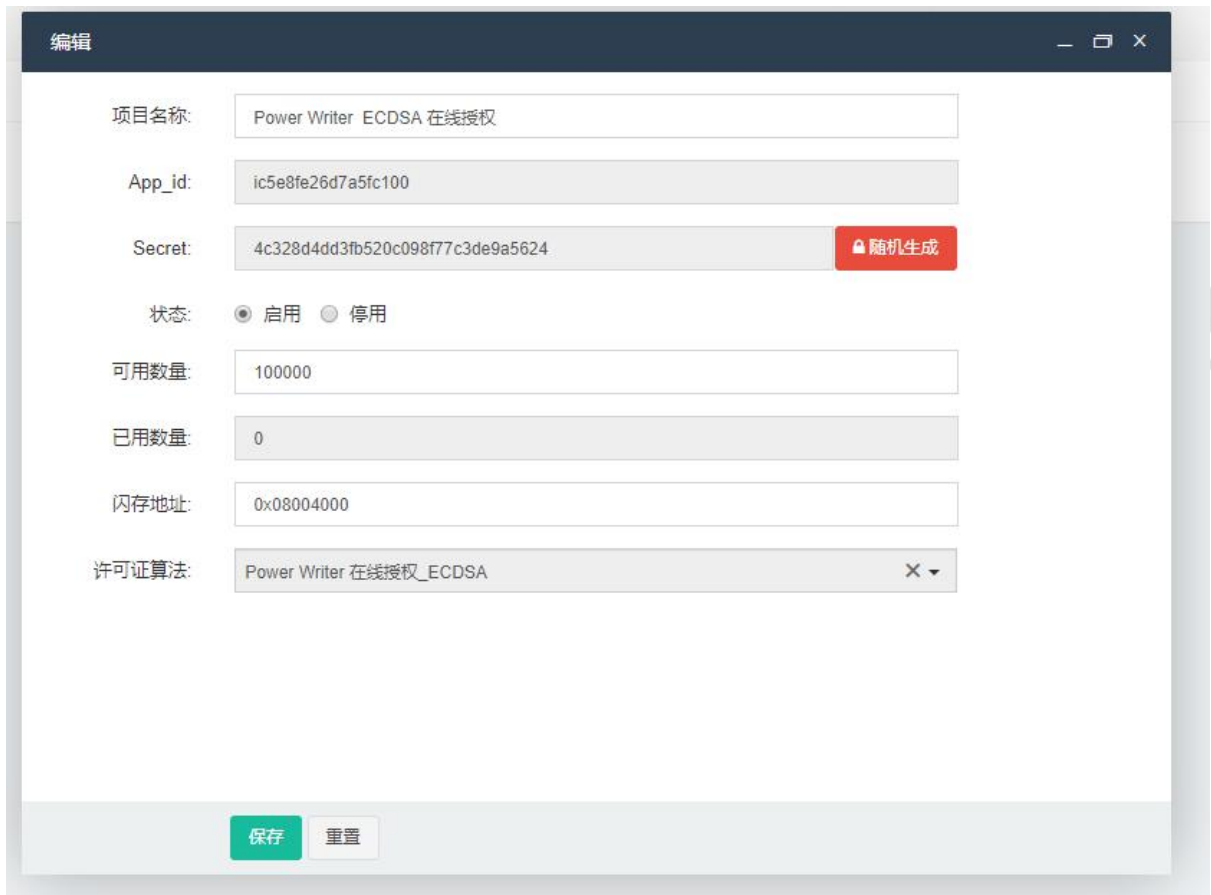 编辑
项目名称: Power Writer ECDSA 在线授权
App_id: ic5e8fe26d7a5fc100
Secret: 4c328d4dd3fb520c098f77c3de9a5624 随机生成
状态: 启用 停用
可用数量: 100000
已用数量: 0
闪存地址: 0x08004000
许可证算法: Power Writer 在线授权_ECDSA
保存 重置